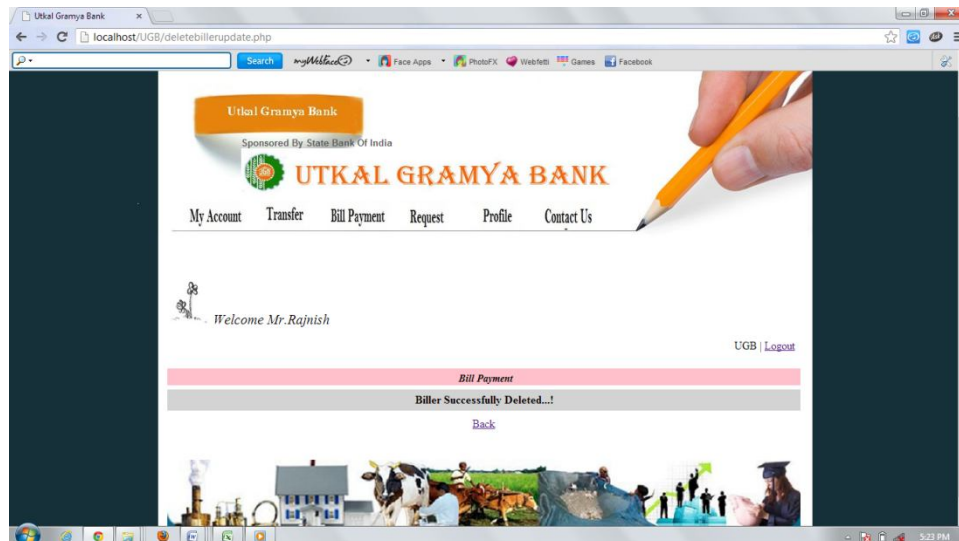 Utkal Gramya Bank
localhost/UGB/deletebillerupdate.php
Search myWebface Face Apps PhotoFX Webfetti Games Facebook
Utkal Gramya Bank
Sponsored By State Bank Of India
UGB UTKAL GRAMYA BANK
My Account Transfer Bill Payment Request Profile Contact Us
Welcome Mr.Rajnish
UGB | Logout
Bill Payment
Biller Successfully Deleted...!
Back
5:23 PM